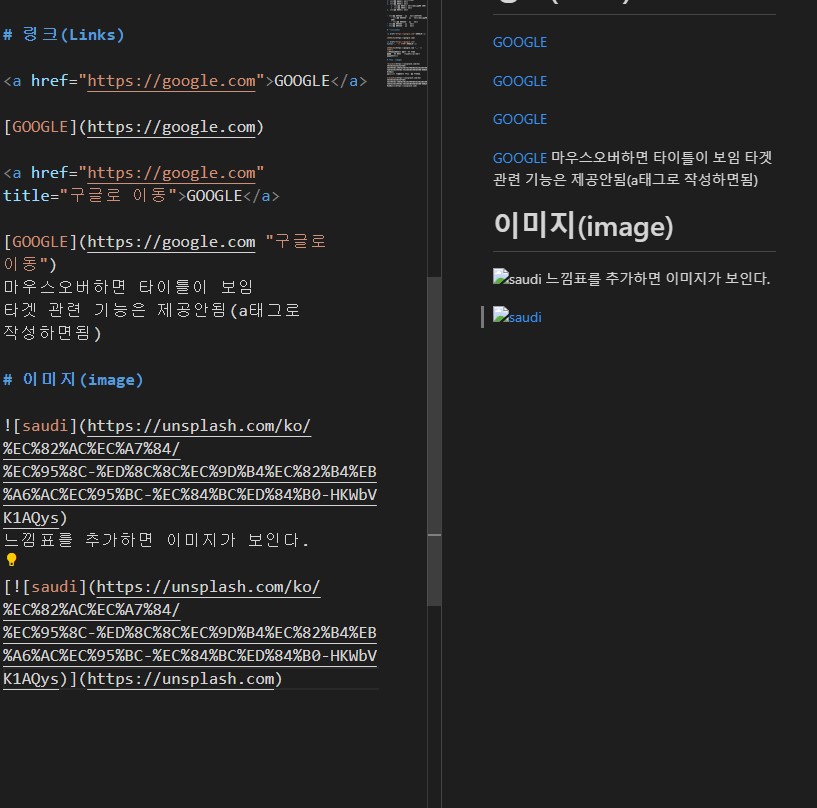 # 링크(Links)
<a href="https://google.com">GOOGLE</a>
[GOOGLE](https://google.com)
<a href="https://google.com"
title="구글로 이동">GOOGLE</a>
[GOOGLE](https://google.com "구글로
이동")
마우스오버하면 타이틀이 보임
타겟 관련 기능은 제공안됨(a태그로
작성하면됨)
# 이미지(image)
![saudi](https://unsplash.com/ko/
%EC%82%AC%EC%A7%84/
%EC%95%8C-%ED%8C%8C%EC%9D%B4%EC%82%B4%EB
%A6%AC%EC%95%BC-%EC%84%BC%ED%84%B0-HKWbV
K1AQys)
느낌표를 추가하면 이미지가 보인다.
[![saudi](https://unsplash.com/ko/
%EC%82%AC%EC%A7%84/
%EC%95%8C-%ED%8C%8C%EC%9D%B4%EC%82%B4%EB
%A6%AC%EC%95%BC-%EC%84%BC%ED%84%B0-HKWbV
K1AQys)](https://unsplash.com)
GOOGLE
GOOGLE
GOOGLE
GOOGLE 마우스오버하면 타이틀이 보임 타겟
관련 기능은 제공안됨(a태그로 작성하면됨)
이미지(image)
saudi 느낌표를 추가하면 이미지가 보인다.
saudi